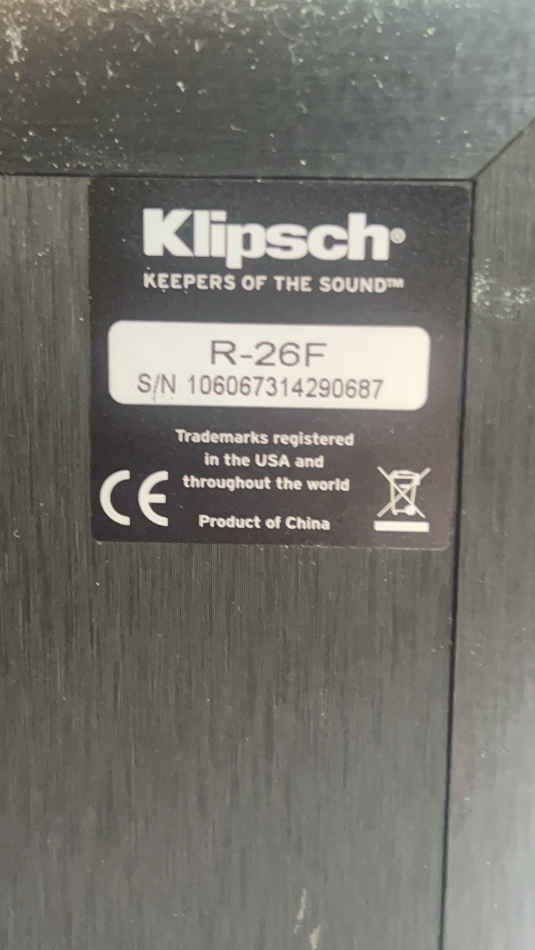 Klipsch®
KEEPERS OF THE SOUND™
R-26F
S/N 106067314290687
Trademarks registered
in the USA and
throughout the world
CE
Product of China